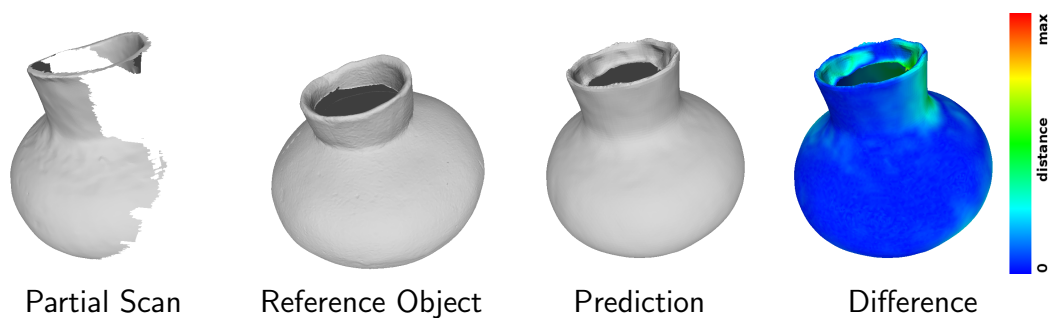 max
distance
0
Partial Scan
Reference Object
Prediction
Difference